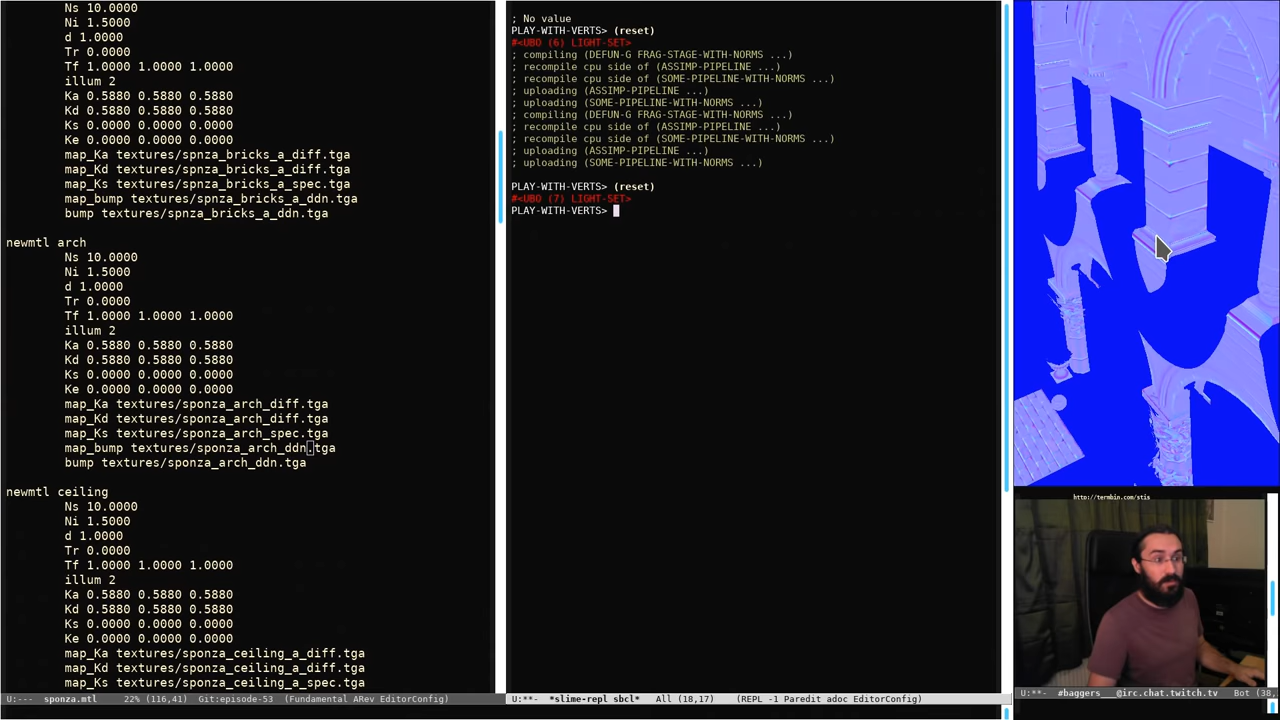 Ns 10.0000
Ni 1.5000
d 1.0000
Tr 0.0000
Tf 1.0000 1.0000 1.0000
illum 2
Ka 0.5880 0.5880 0.5880
Kd 0.5880 0.5880 0.5880
Ks 0.0000 0.0000 0.0000
Ke 0.0000 0.0000 0.0000
map_Ka textures/spnza_bricks_a_diff.tga
map_Kd textures/spnza_bricks_a_diff.tga
map_Ks textures/spnza_bricks_a_spec.tga
map_bump textures/spnza_bricks_a_ddn.tga
bump textures/spnza_bricks_a_ddn.tga
newmtl arch
Ns 10.0000
Ni 1.5000
d 1.0000
Tr 0.0000
Tf 1.0000 1.0000 1.0000
illum 2
Ka 0.5880 0.5880 0.5880
Kd 0.5880 0.5880 0.5880
Ks 0.0000 0.0000 0.0000
Ke 0.0000 0.0000 0.0000
map_Ka textures/sponza_arch_diff.tga
map_Kd textures/sponza_arch_diff.tga
map_Ks textures/sponza_arch_spec.tga
map_bump textures/sponza_arch_ddn.tga
bump textures/sponza_arch_ddn.tga
newmtl ceiling
Ns 10.0000
Ni 1.5000
d 1.0000
Tr 0.0000
Tf 1.0000 1.0000 1.0000
illum 2
Ka 0.5880 0.5880 0.5880
Kd 0.5880 0.5880 0.5880
Ks 0.0000 0.0000 0.0000
Ke 0.0000 0.0000 0.0000
map_Ka textures/sponza_ceiling_a_diff.tga
map_Kd textures/sponza_ceiling_a_diff.tga
map_Ks textures/sponza_ceiling_a_spec.tga
U:--- sponza.mtl 22% (116,41) Git:episode-53 (Fundamental ARev EditorConfig)
; No value
PLAY-WITH-VERTS> (reset)
#<UBO (6) LIGHT-SET>
; compiling (DEFUN-G FRAG-STAGE-WITH-NORMS ...)
; recompile cpu side of (ASSIMP-PIPELINE ...)
; recompile cpu side of (SOME-PIPELINE-WITH-NORMS ...)
; uploading (ASSIMP-PIPELINE ...)
; uploading (SOME-PIPELINE-WITH-NORMS ...)
; compiling (DEFUN-G FRAG-STAGE-WITH-NORMS ...)
; recompile cpu side of (ASSIMP-PIPELINE ...)
; recompile cpu side of (SOME-PIPELINE-WITH-NORMS ...)
; uploading (ASSIMP-PIPELINE ...)
; uploading (SOME-PIPELINE-WITH-NORMS ...)
PLAY-WITH-VERTS> (reset)
#<UBO (7) LIGHT-SET>
PLAY-WITH-VERTS>
U:**- *slime-repl sbcl* All (18,17) (REPL -1 Paredit adoc EditorConfig)
http://termbin.com/stis
U:**- #baggers__ @irc.chat.twitch.tv Bot (38,